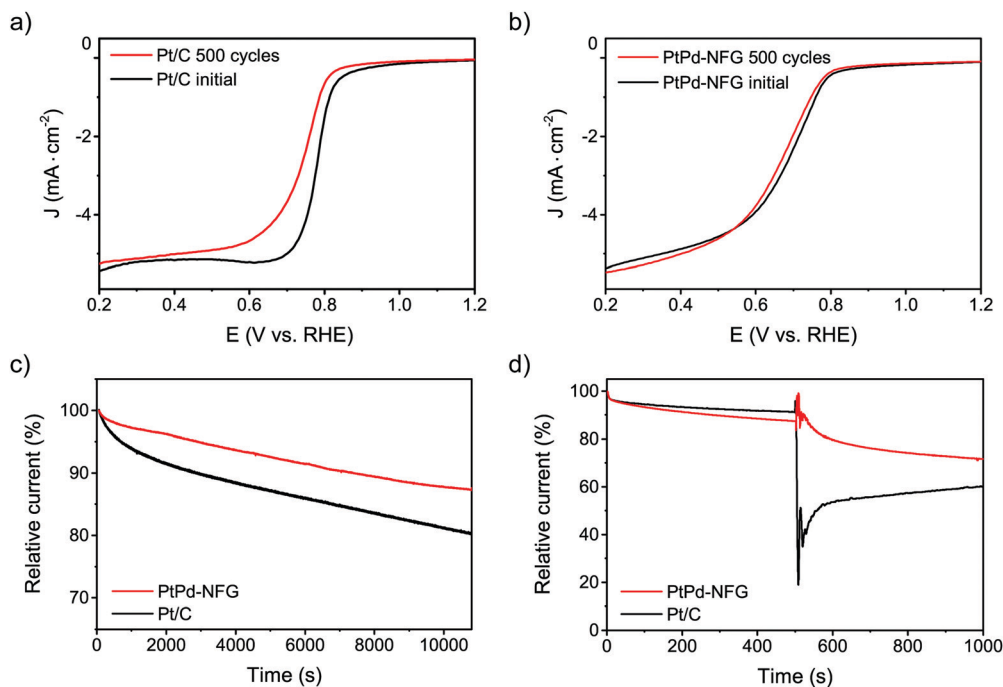 a)
0
-2
-4
J (mA·cm-2)
Pt/C 500 cycles
Pt/C initial
0.2 0.4 0.6 0.8 1.0 1.2
E (V vs. RHE)
b)
0
-2
-4
J (mA·cm-2)
PtPd-NFG 500 cycles
PtPd-NFG initial
0.2 0.4 0.6 0.8 1.0 1.2
E (V vs. RHE)
c)
100
90
80
70
Relative current (%)
PtPd-NFG
Pt/C
0 2000 4000 6000 8000 10000
Time (s)
d)
100
80
60
40
20
0
Relative current (%)
PtPd-NFG
Pt/C
0 200 400 600 800 1000
Time (s)